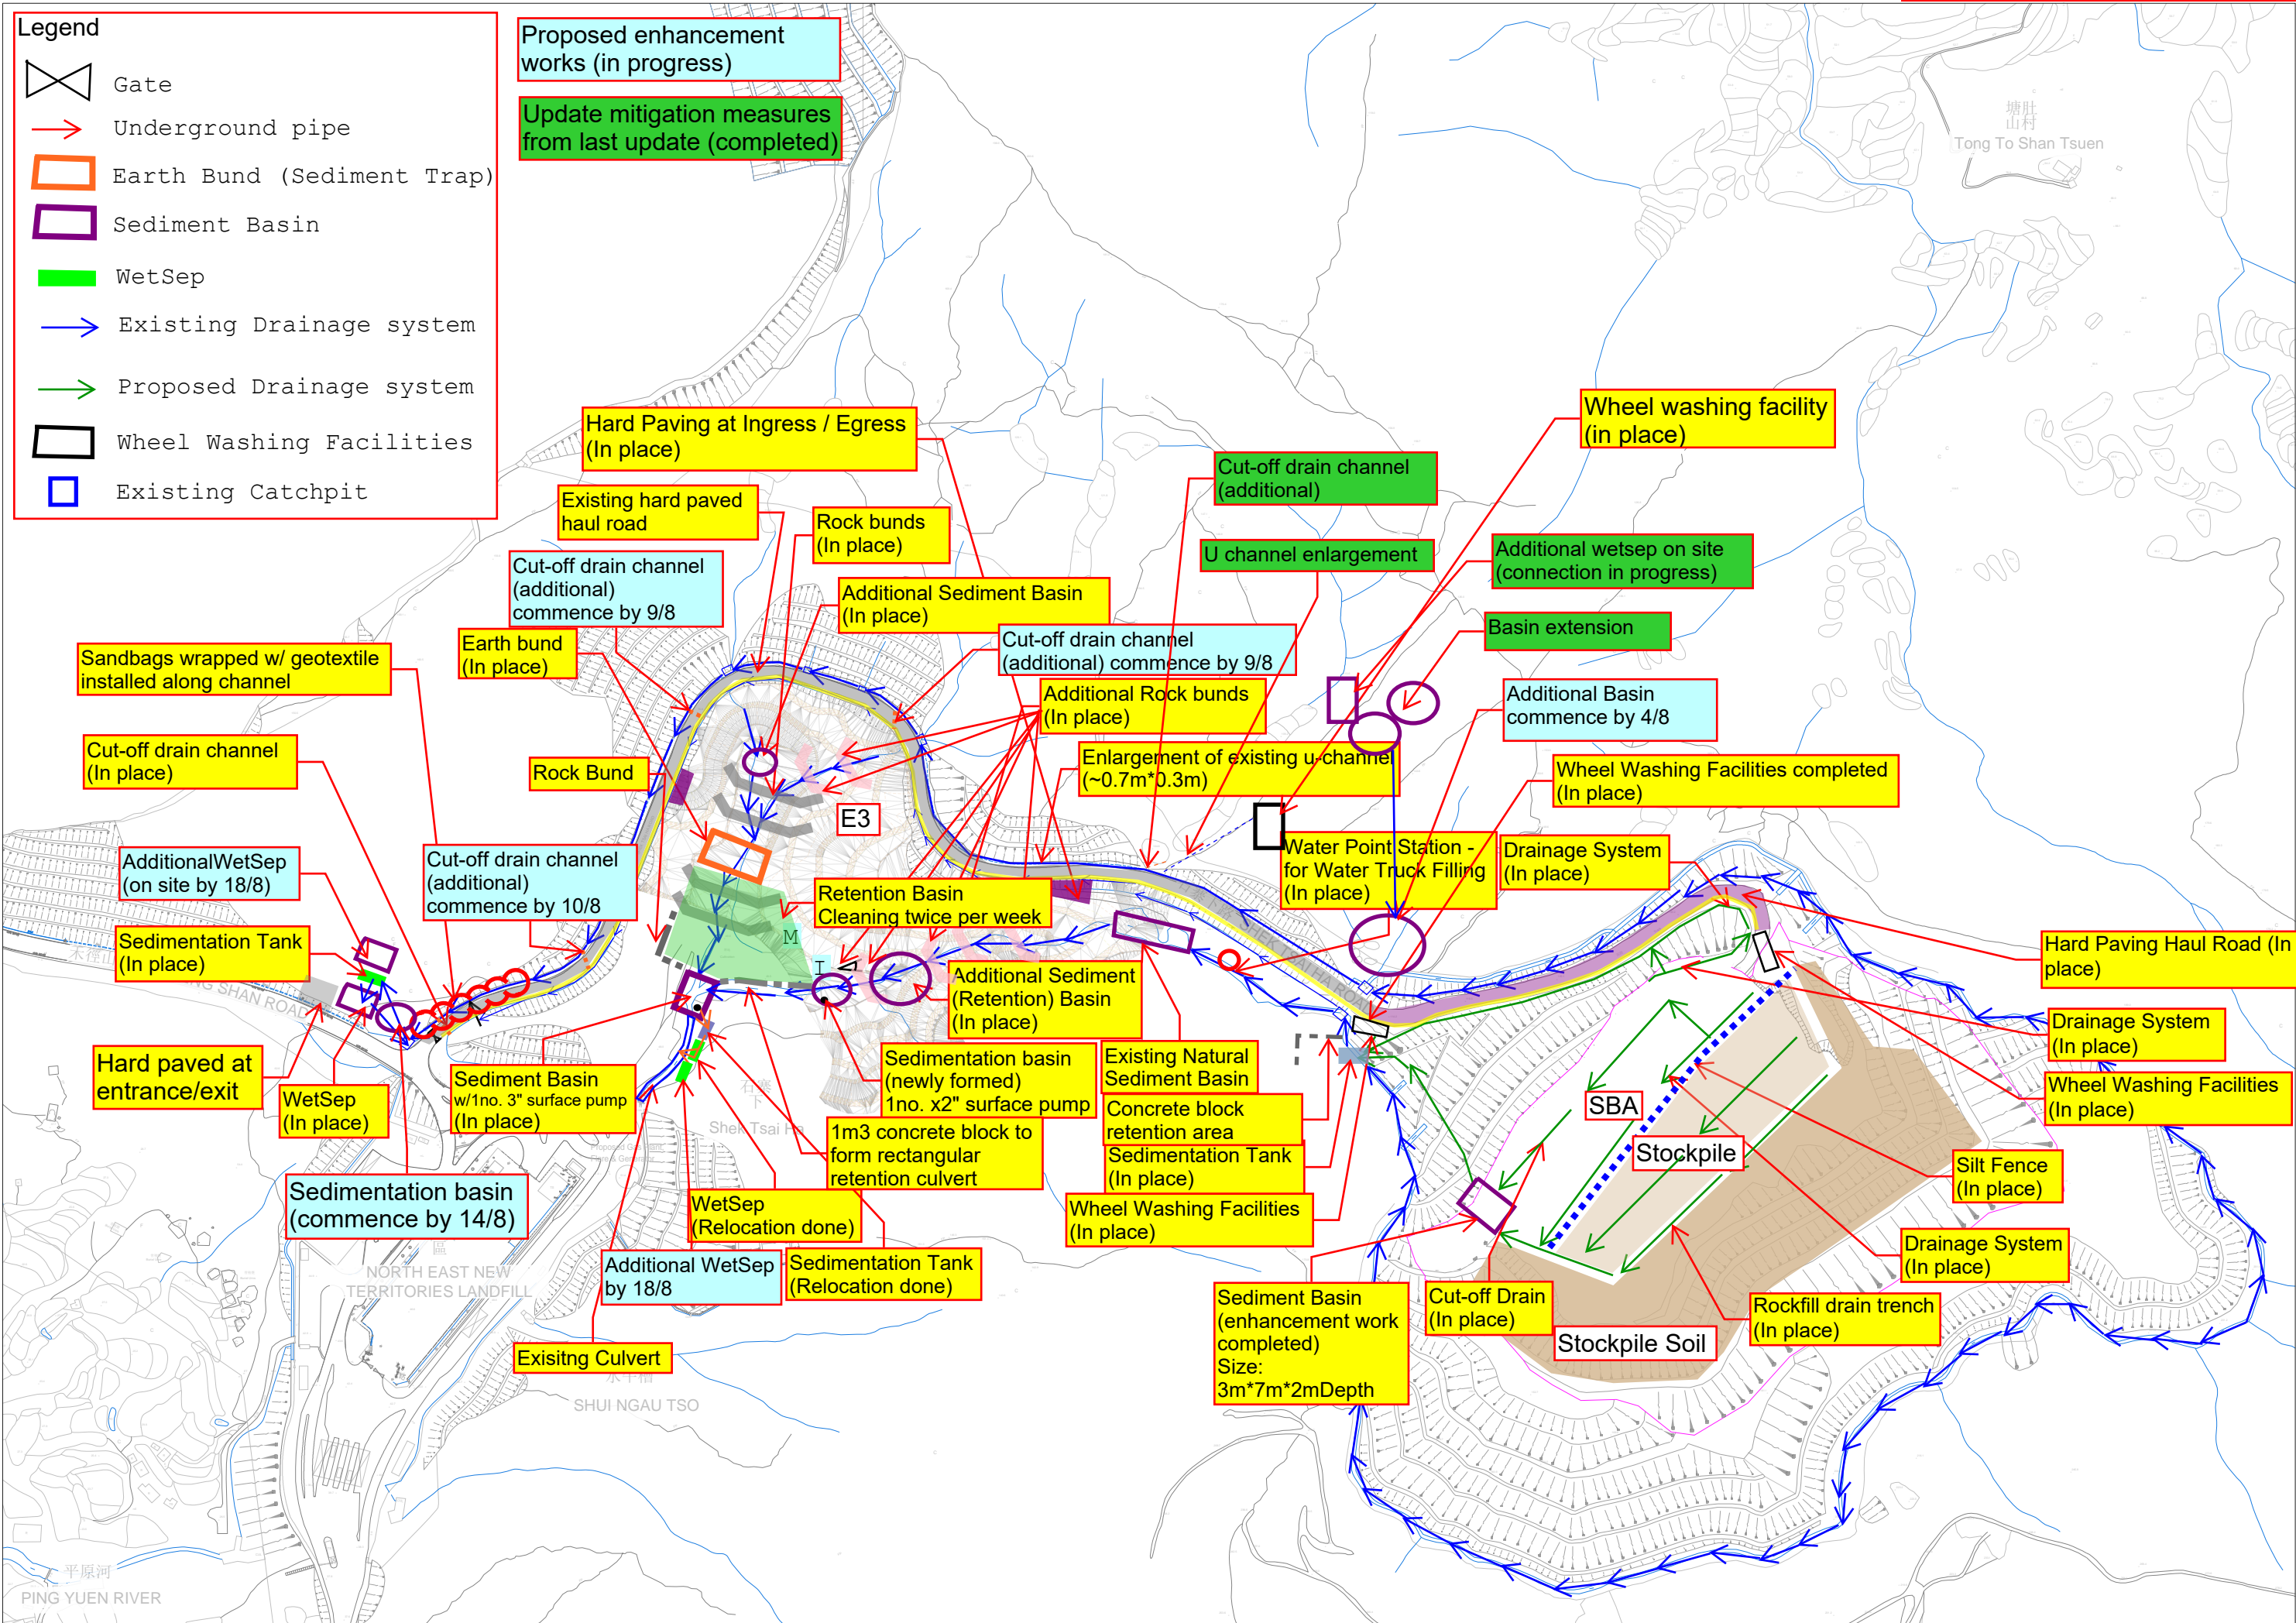 Legend
Gate
Underground pipe
Earth Bund (Sediment Trap)
Sediment Basin
WetSep
Existing Drainage system
Proposed Drainage system
Wheel Washing Facilities
Existing Catchpit
Proposed enhancement
works (in progress)
Update mitigation measures
from last update (completed)
塘肚
山村
Tong To Shan Tsuen
Hard Paving at Ingress / Egress
(In place)
Wheel washing facility
(in place)
Existing hard paved
haul road
Rock bunds
(In place)
Cut-off drain channel
(additional)
U channel enlargement
Additional wetsep on site
(connection in progress)
Cut-off drain channel
(additional)
commence by 9/8
Additional Sediment Basin
(In place)
Basin extension
Earth bund
(In place)
Cut-off drain channel
(additional) commence by 9/8
Sandbags wrapped w/ geotextile
installed along channel
Additional Rock bunds
(In place)
Additional Basin
commence by 4/8
Cut-off drain channel
(In place)
Rock Bund
Enlargement of existing u-channel
(~0.7m*0.3m)
Wheel Washing Facilities completed
(In place)
E3
Water Point Station -
for Water Truck Filling
(In place)
Drainage System
(In place)
AdditionalWetSep
(on site by 18/8)
Cut-off drain channel
(additional)
commence by 10/8
Retention Basin
Cleaning twice per week
M
I
Sedimentation Tank
(In place)
Hard Paving Haul Road (In
place)
Additional Sediment
(Retention) Basin
(In place)
SHAN ROAD
TSAI HA ROAD
Drainage System
(In place)
Hard paved at
entrance/exit
WetSep
(In place)
Sediment Basin
w/1no. 3" surface pump
(In place)
Sedimentation basin
(newly formed)
1no. x2" surface pump
Existing Natural
Sediment Basin
Wheel Washing Facilities
(In place)
SBA
Concrete block
retention area
Shek Tsai Ha
1m3 concrete block to
form rectangular
retention culvert
Sedimentation Tank
(In place)
Stockpile
Silt Fence
(In place)
Sedimentation basin
(commence by 14/8)
WetSep
(Relocation done)
Wheel Washing Facilities
(In place)
Additional WetSep
by 18/8
Sedimentation Tank
(Relocation done)
Drainage System
(In place)
NORTH EAST NEW
TERRITORIES LANDFILL
Sediment Basin
(enhancement work
completed)
Size:
3m*7m*2mDepth
Cut-off Drain
(In place)
Rockfill drain trench
(In place)
Stockpile Soil
Exisitng Culvert
SHUI NGAU TSO
平原河
PING YUEN RIVER